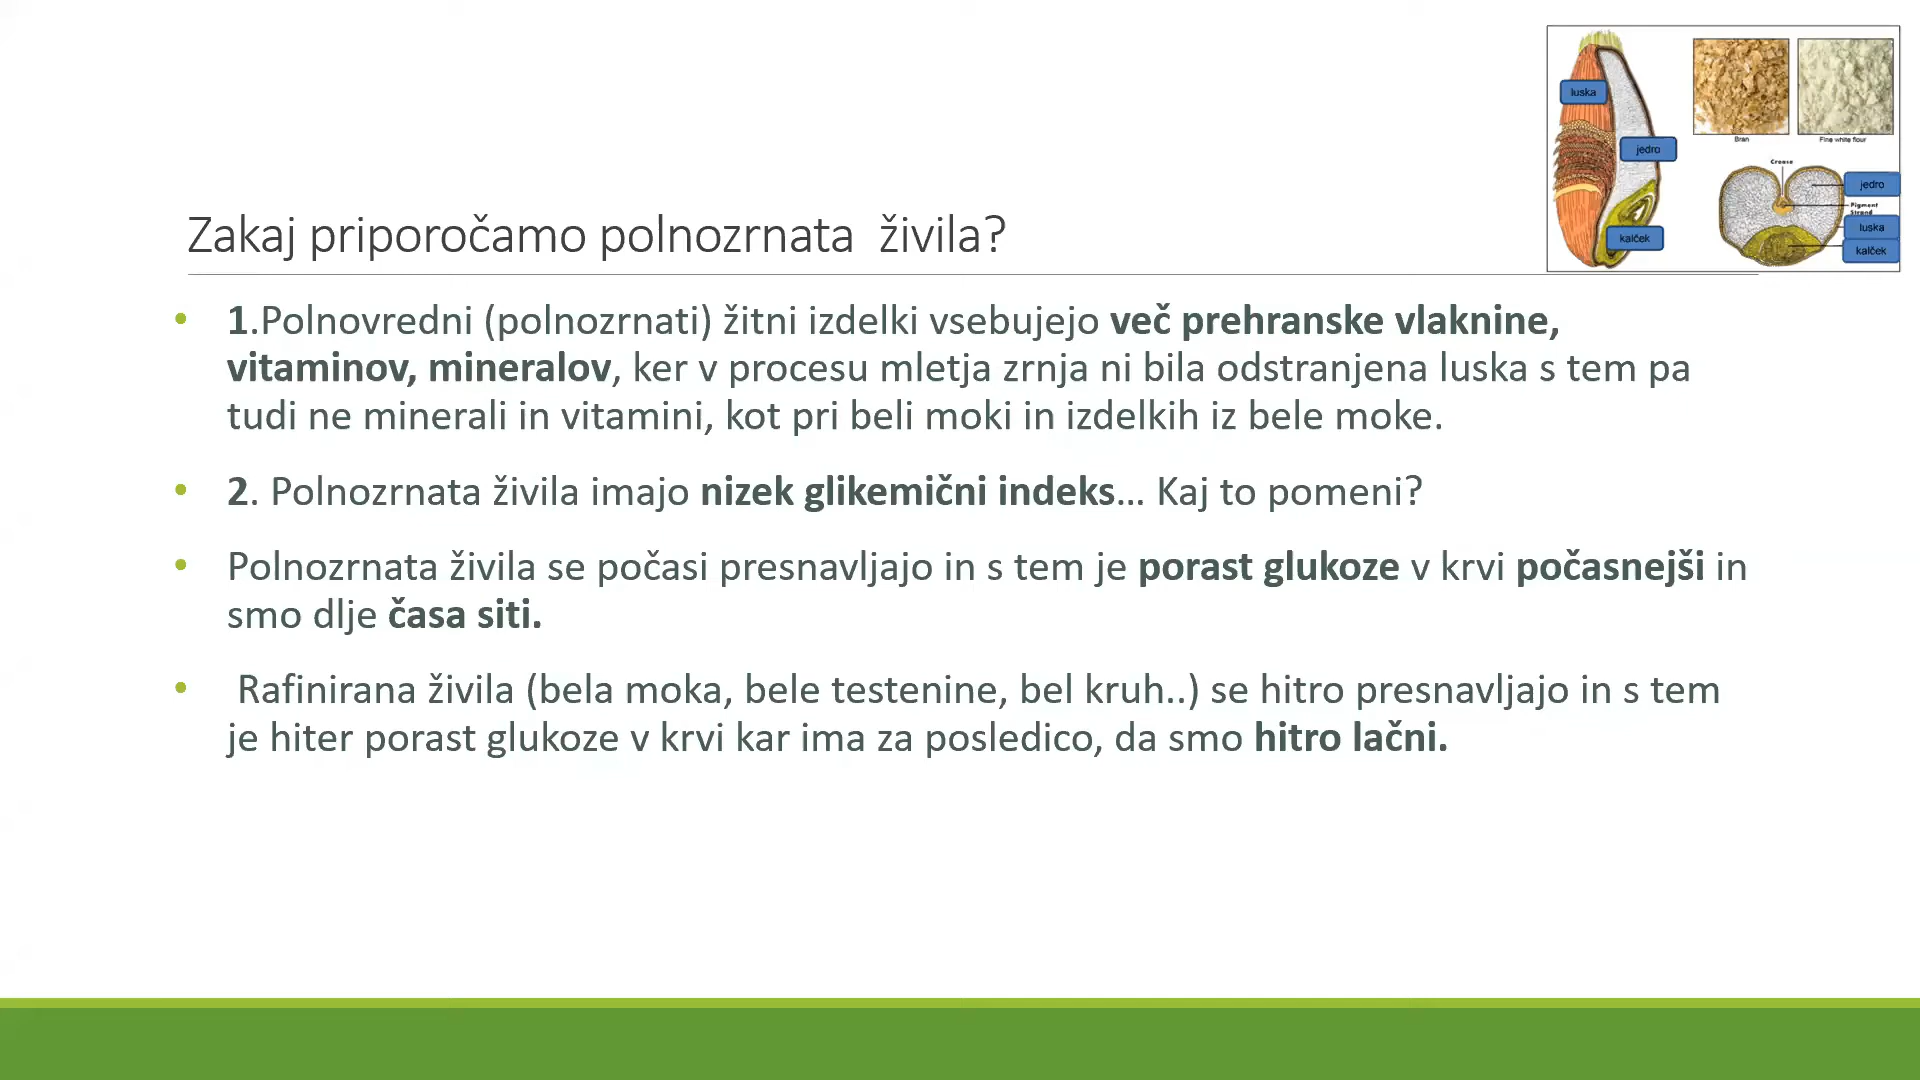 luska
jedro
kalček
Bran
Fine white flour
Crease
jedro
Pigment
Strand
luska
kalček
Zakaj priporočamo polnozrnata  živila?
• 1.Polnovredni (polnozrnati) žitni izdelki vsebujejo več prehranske vlaknine,
vitaminov, mineralov, ker v procesu mletja zrnja ni bila odstranjena luska s tem pa
tudi ne minerali in vitamini, kot pri beli moki in izdelkih iz bele moke.
• 2. Polnozrnata živila imajo nizek glikemični indeks… Kaj to pomeni?
• Polnozrnata živila se počasi presnavljajo in s tem je porast glukoze v krvi počasnejši in
smo dlje časa siti.
• Rafinirana živila (bela moka, bele testenine, bel kruh..) se hitro presnavljajo in s tem
je hiter porast glukoze v krvi kar ima za posledico, da smo hitro lačni.